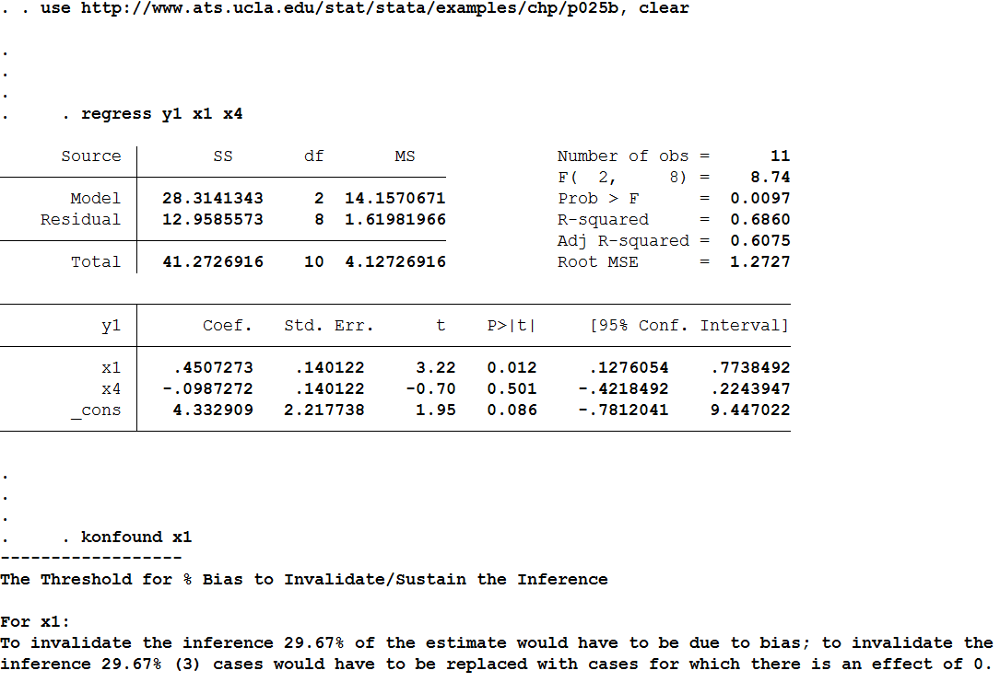 . . use http://www.ats.ucla.edu/stat/stata/examples/chp/p025b, clear
.
.
.
. . regress y1 x1 x4
Source SS df MS Number of obs = 11
F( 2, 8) = 8.74
Model 28.3141343 2 14.1570671 Prob > F = 0.0097
Residual 12.9585573 8 1.61981966 R-squared = 0.6860
Adj R-squared = 0.6075
Total 41.2726916 10 4.12726916 Root MSE = 1.2727
y1 Coef. Std. Err. t P>|t| [95% Conf. Interval]
x1 .4507273 .140122 3.22 0.012 .1276054 .7738492
x4 -.0987272 .140122 -0.70 0.501 -.4218492 .2243947
_cons 4.332909 2.217738 1.95 0.086 -.7812041 9.447022
.
.
.
. . konfound x1
------------------
The Threshold for % Bias to Invalidate/Sustain the Inference
For x1:
To invalidate the inference 29.67% of the estimate would have to be due to bias; to invalidate the
inference 29.67% (3) cases would have to be replaced with cases for which there is an effect of 0.